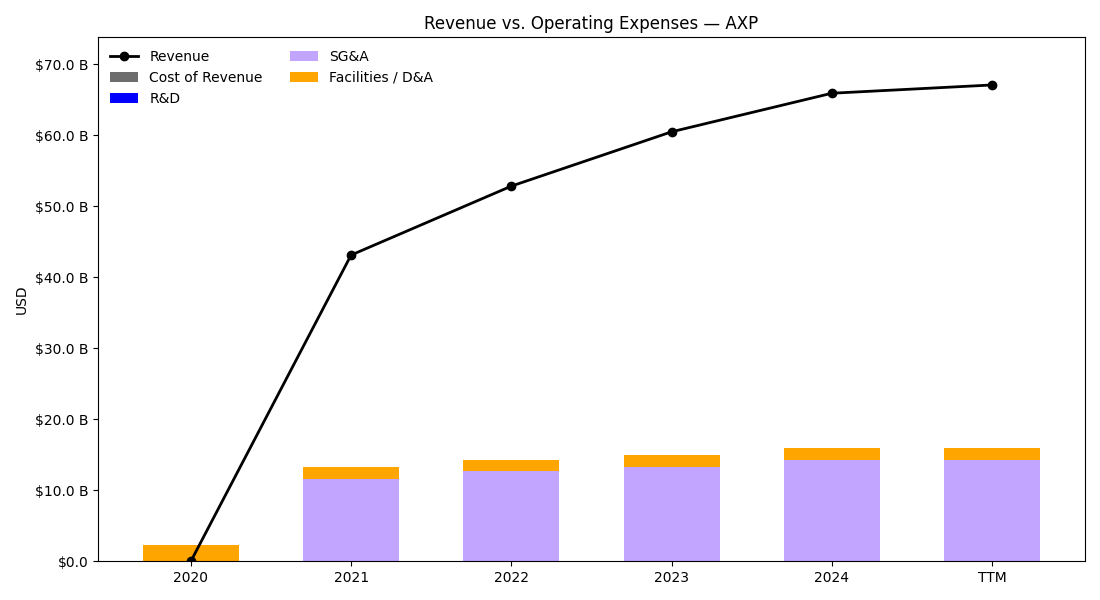 Revenue vs. Operating Expenses — AXP
Revenue
Cost of Revenue
R&D
SG&A
Facilities / D&A
$70.0 B
$60.0 B
$50.0 B
$40.0 B
$30.0 B
$20.0 B
$10.0 B
$0.0
USD
2020 2021 2022 2023 2024 TTM